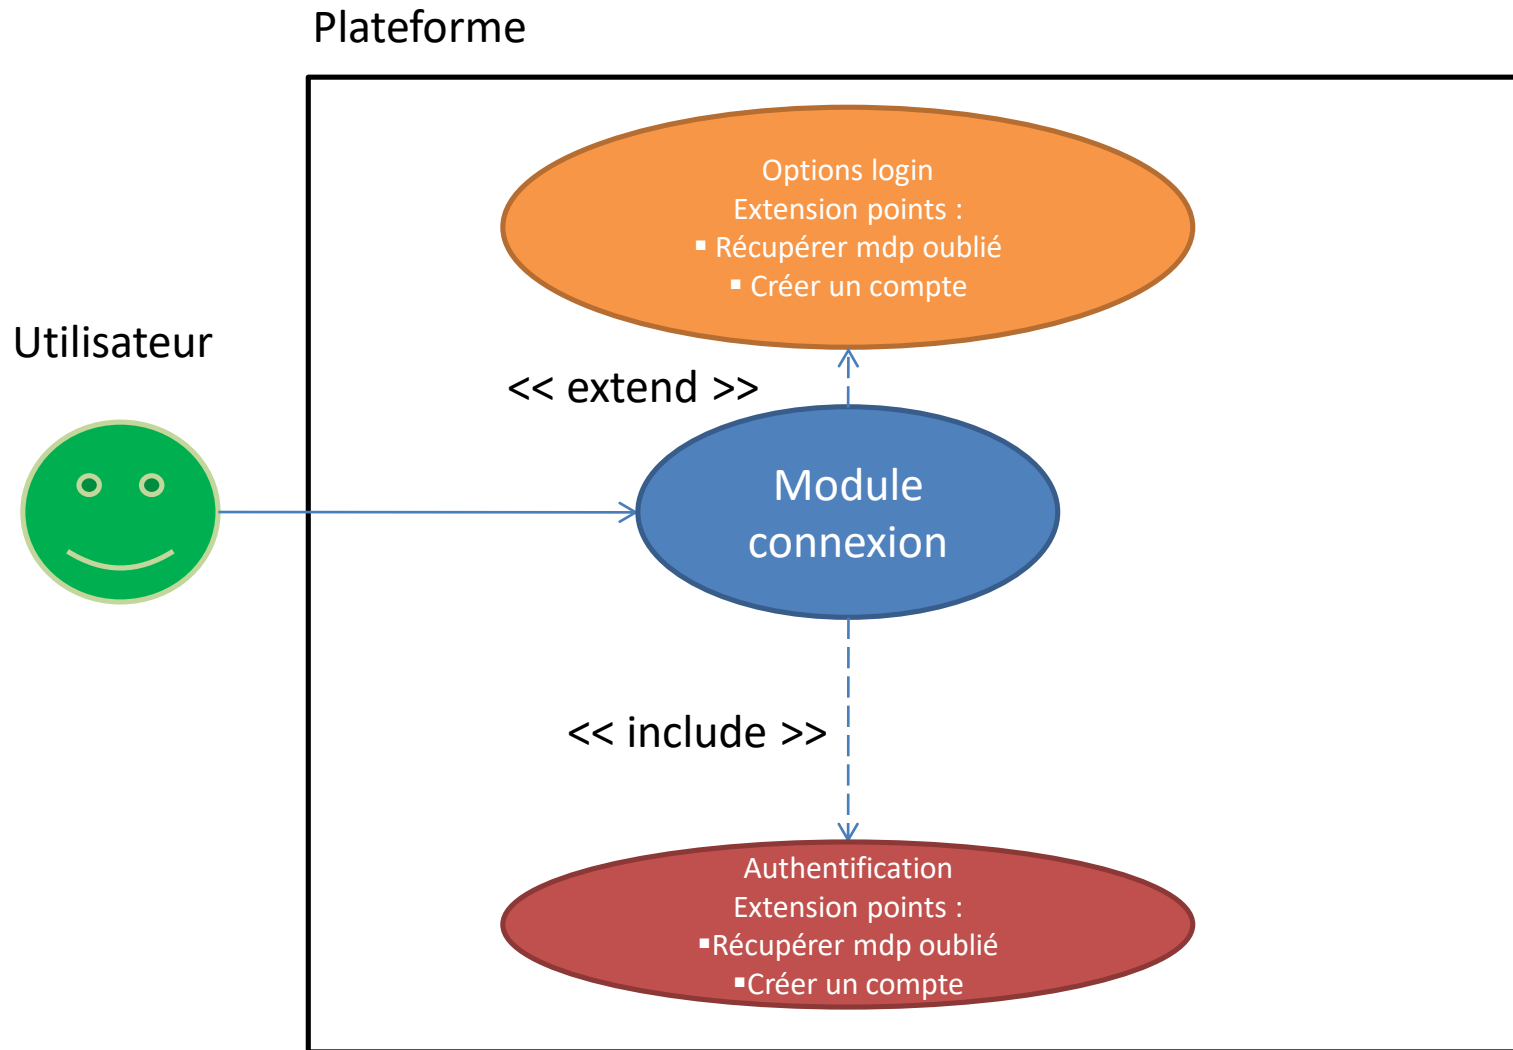 Plateforme
Options login
Extension points :
▪ Récupérer mdp oublié
▪ Créer un compte
Utilisateur
<< extend >>
Module
connexion
<< include >>
Authentification
Extension points :
▪Récupérer mdp oublié
▪Créer un compte